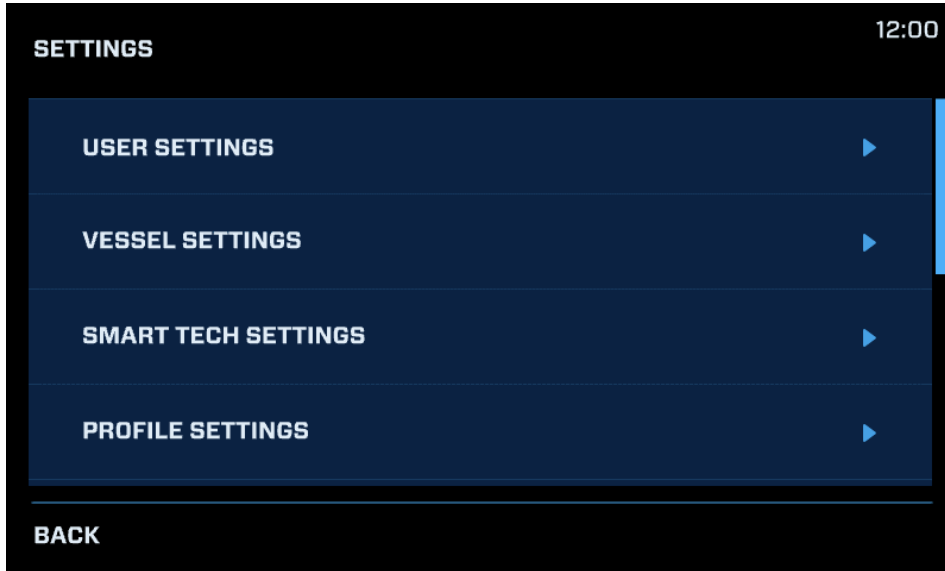 12:00
SETTINGS
USER SETTINGS
VESSEL SETTINGS
SMART TECH SETTINGS
PROFILE SETTINGS
BACK